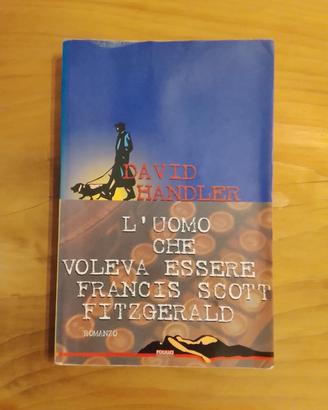 DAVID
HANDLER
L'UOMO
CHE
VOLEVA ESSERE
FRANCIS SCOTT
FITZGERALD
ROMANZO